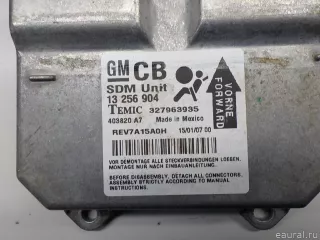 GM CB
SDM Unit
13 256 904
TEMIC 327963935
403820 A7 Made in Mexico
REV7A15A0H 15/01/07 00
VORNE
FORWARD
VOR DEMONTAGE ALLE STECKVERBINDUNGEN LOESEN.
MONTAGE NUR NACH EINBAUANLEITUNG.
BEFORE DISASSEMBLY, DETACH ALL CONNECTORS.
ASSEMBLY STRICTLY ACCORDING TO MANUAL
INSTRUCTIONS.
© eaural.ru